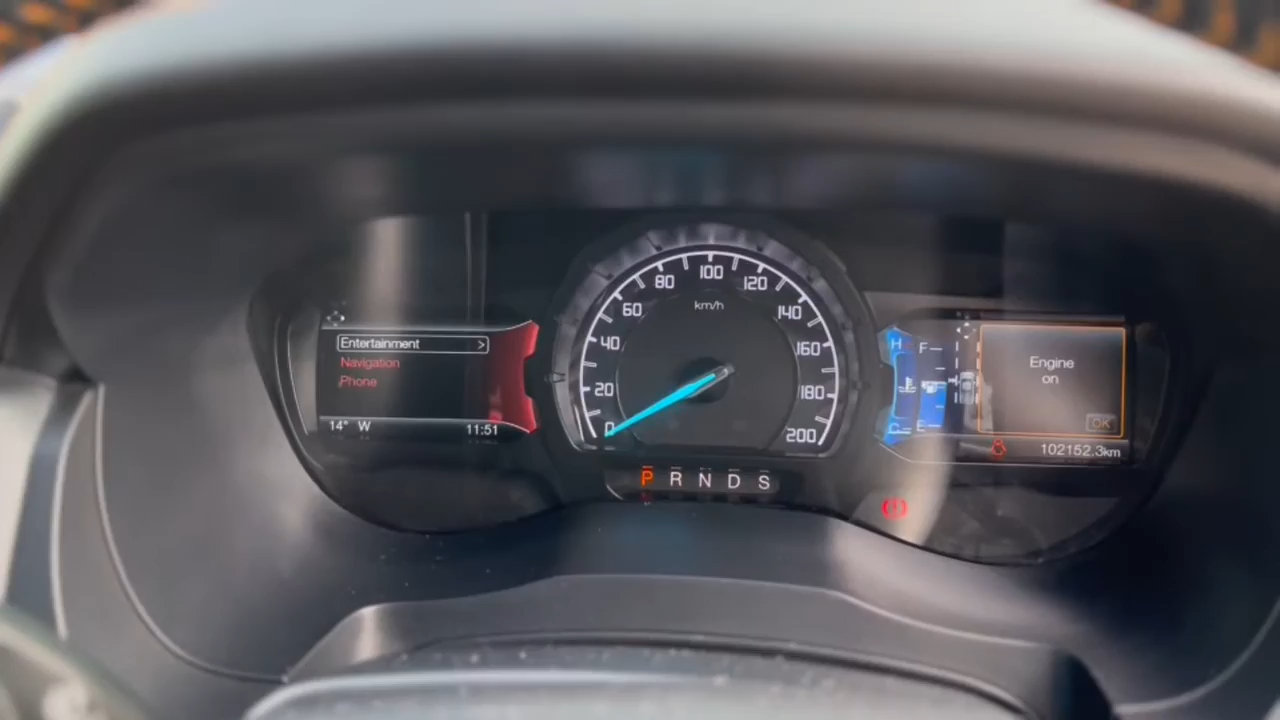 Entertainment >
Navigation
Phone
14° W 11:51
0 20 40 60 80 100 120 140 160 180 200
km/h
P R N D S
H
C
F
E
Engine
on
OK
102152.3km